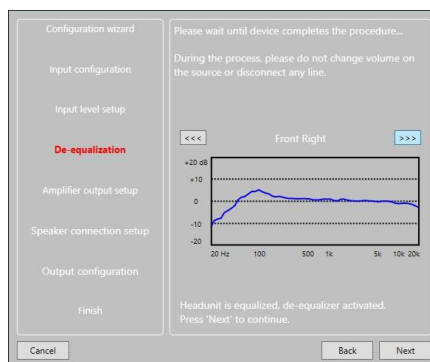 Configuration wizard
Input configuration
Input level setup
De-equalization
Amplifier output setup
Speaker connection setup
Output configuration
Finish
Please wait until device completes the procedure...
During the process, please do not change volume on
the source or disconnect any line.
<<< Front Right >>>
+20 dB
+10
0
-10
-20
20 Hz 100 500 1k 5k 10k 20k
Headunit is equalized, de-equalizer activated.
Press 'Next' to continue.
Cancel Back Next